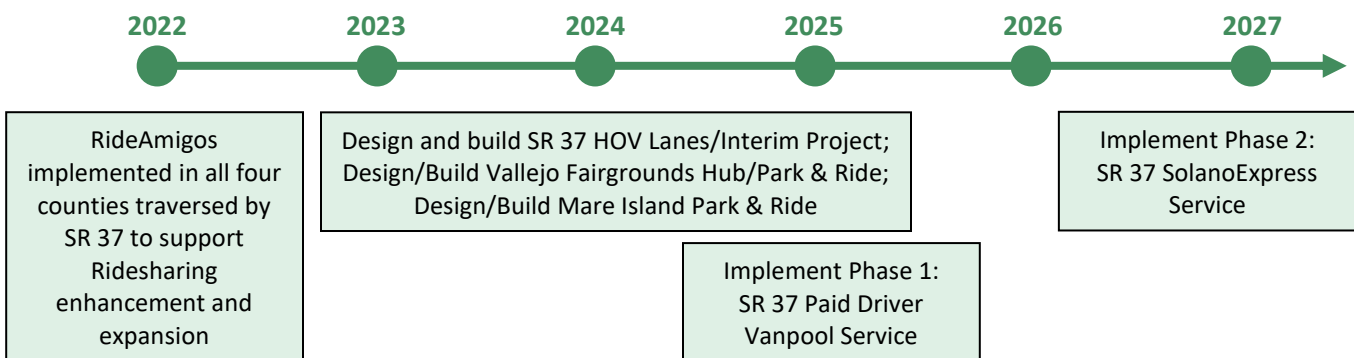 2022 2023 2024 2025 2026 2027
RideAmigos
implemented in all four
counties traversed by
SR 37 to support
Ridesharing
enhancement and
expansion
Design and build SR 37 HOV Lanes/Interim Project;
Design/Build Vallejo Fairgrounds Hub/Park & Ride;
Design/Build Mare Island Park & Ride
Implement Phase 1:
SR 37 Paid Driver
Vanpool Service
Implement Phase 2:
SR 37 SolanoExpress
Service